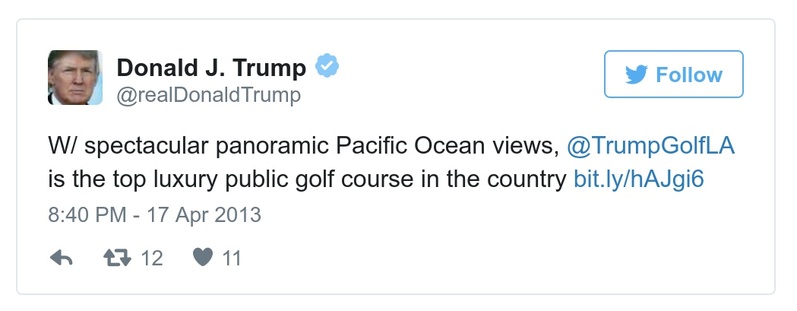 Donald J. Trump
@realDonaldTrump
Follow
W/ spectacular panoramic Pacific Ocean views, @TrumpGolfLA
is the top luxury public golf course in the country bit.ly/hAJgi6
8:40 PM - 17 Apr 2013
12 11